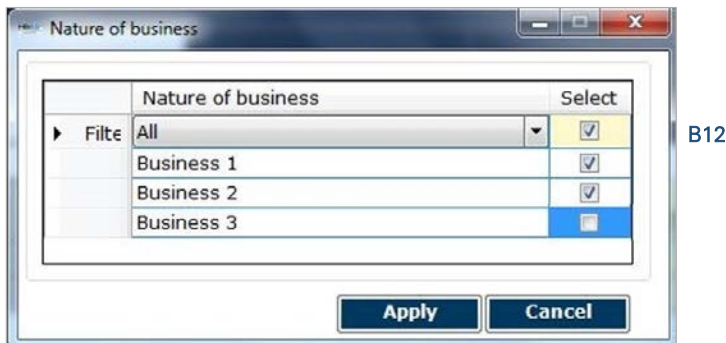 Nature of business
Nature of business Select
Filte All
Business 1
Business 2
Business 3
Apply Cancel
B12